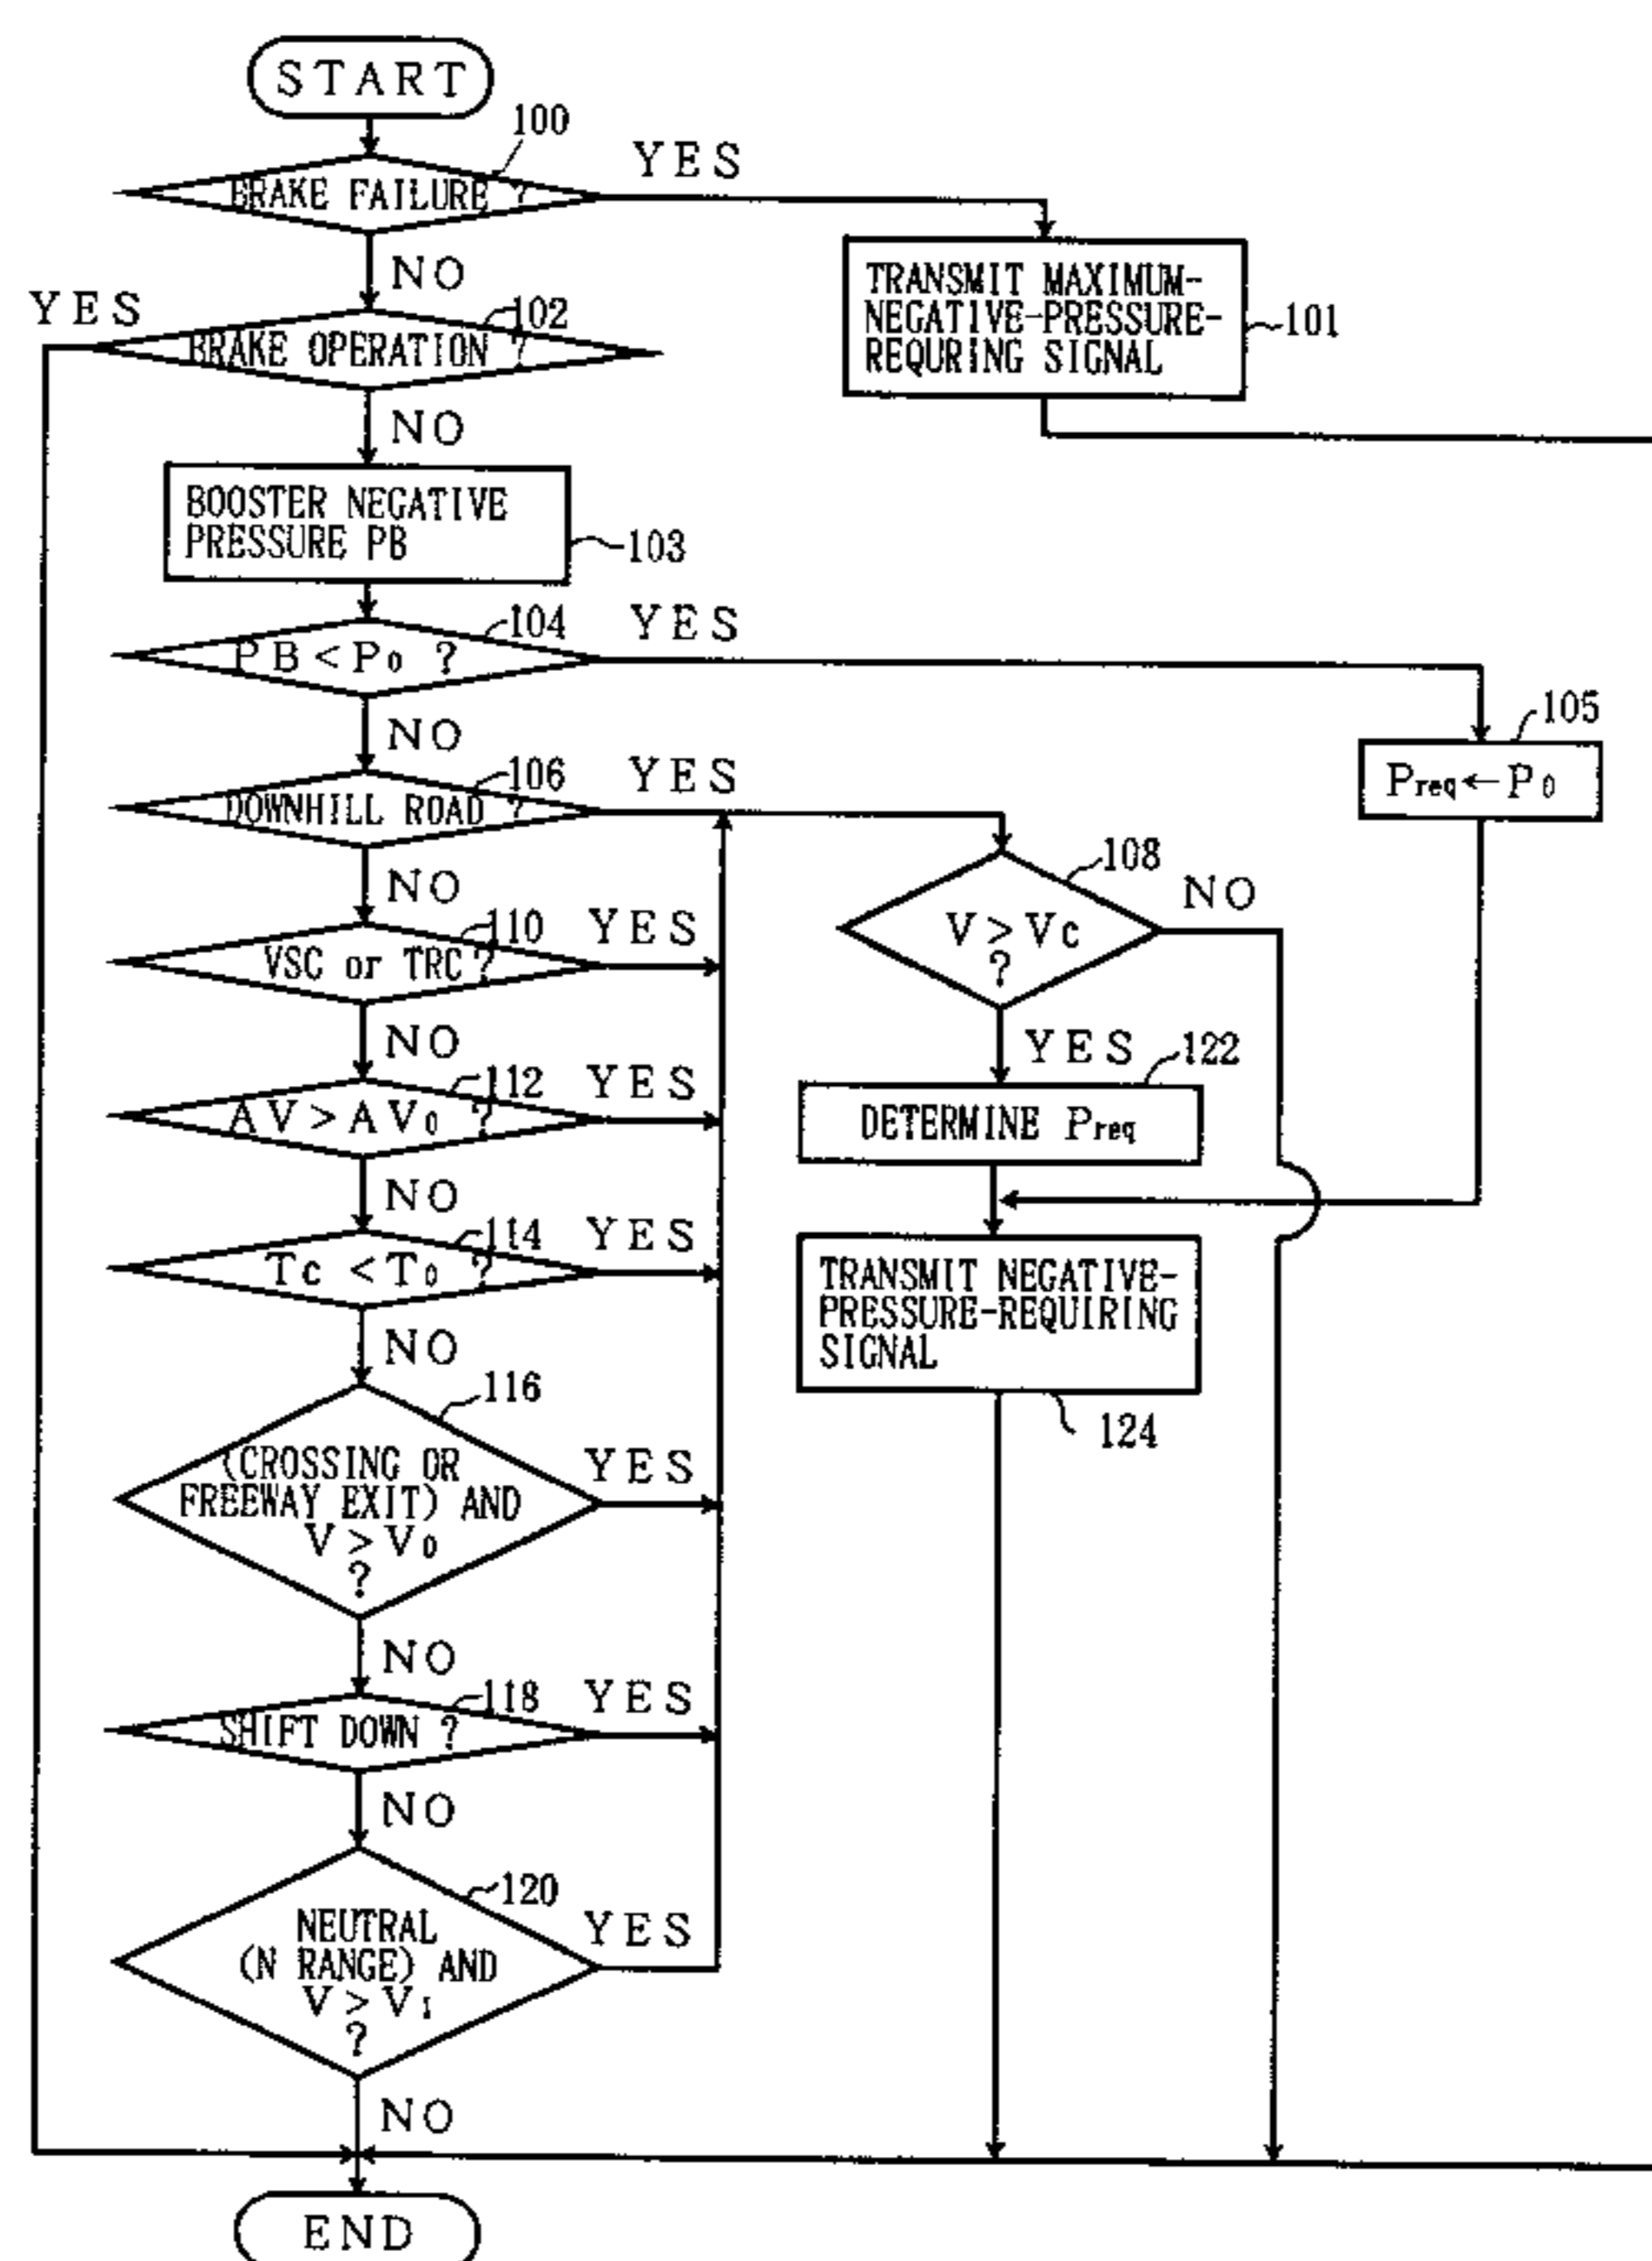 START
100
BRAKE FAILURE ?
YES
NO
TRANSMIT MAXIMUM-
NEGATIVE-PRESSURE-
REQURING SIGNAL
101
YES
102
BRAKE OPERATION ?
NO
BOOSTER NEGATIVE
PRESSURE PB
103
104
PB < P0 ?
YES
NO
105
Preq ← P0
106
DOWNHILL ROAD ?
YES
NO
108
V > Vc
?
NO
YES
110
VSC or TRC ?
YES
NO
122
DETERMINE Preq
112
AV > AV0 ?
YES
NO
114
Tc < T0 ?
YES
NO
TRANSMIT NEGATIVE-
PRESSURE-REQUIRING
SIGNAL
124
116
(CROSSING OR
FREEWAY EXIT) AND
V > V0
?
YES
NO
118
SHIFT DOWN ?
YES
NO
120
NEUTRAL
(N RANGE) AND
V > V1
?
YES
NO
END